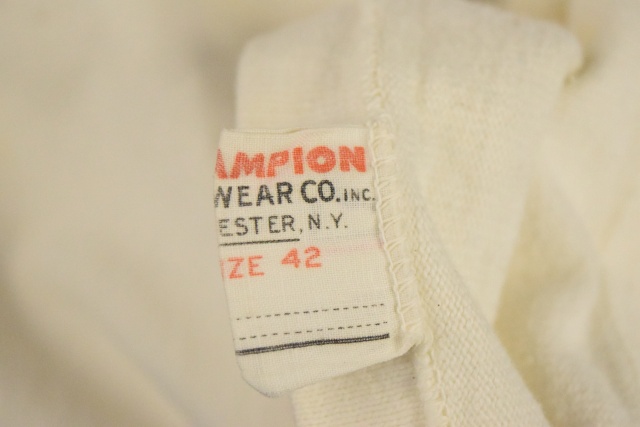 AMPION
WEAR CO. INC.
ESTER, N.Y.
ZE 42